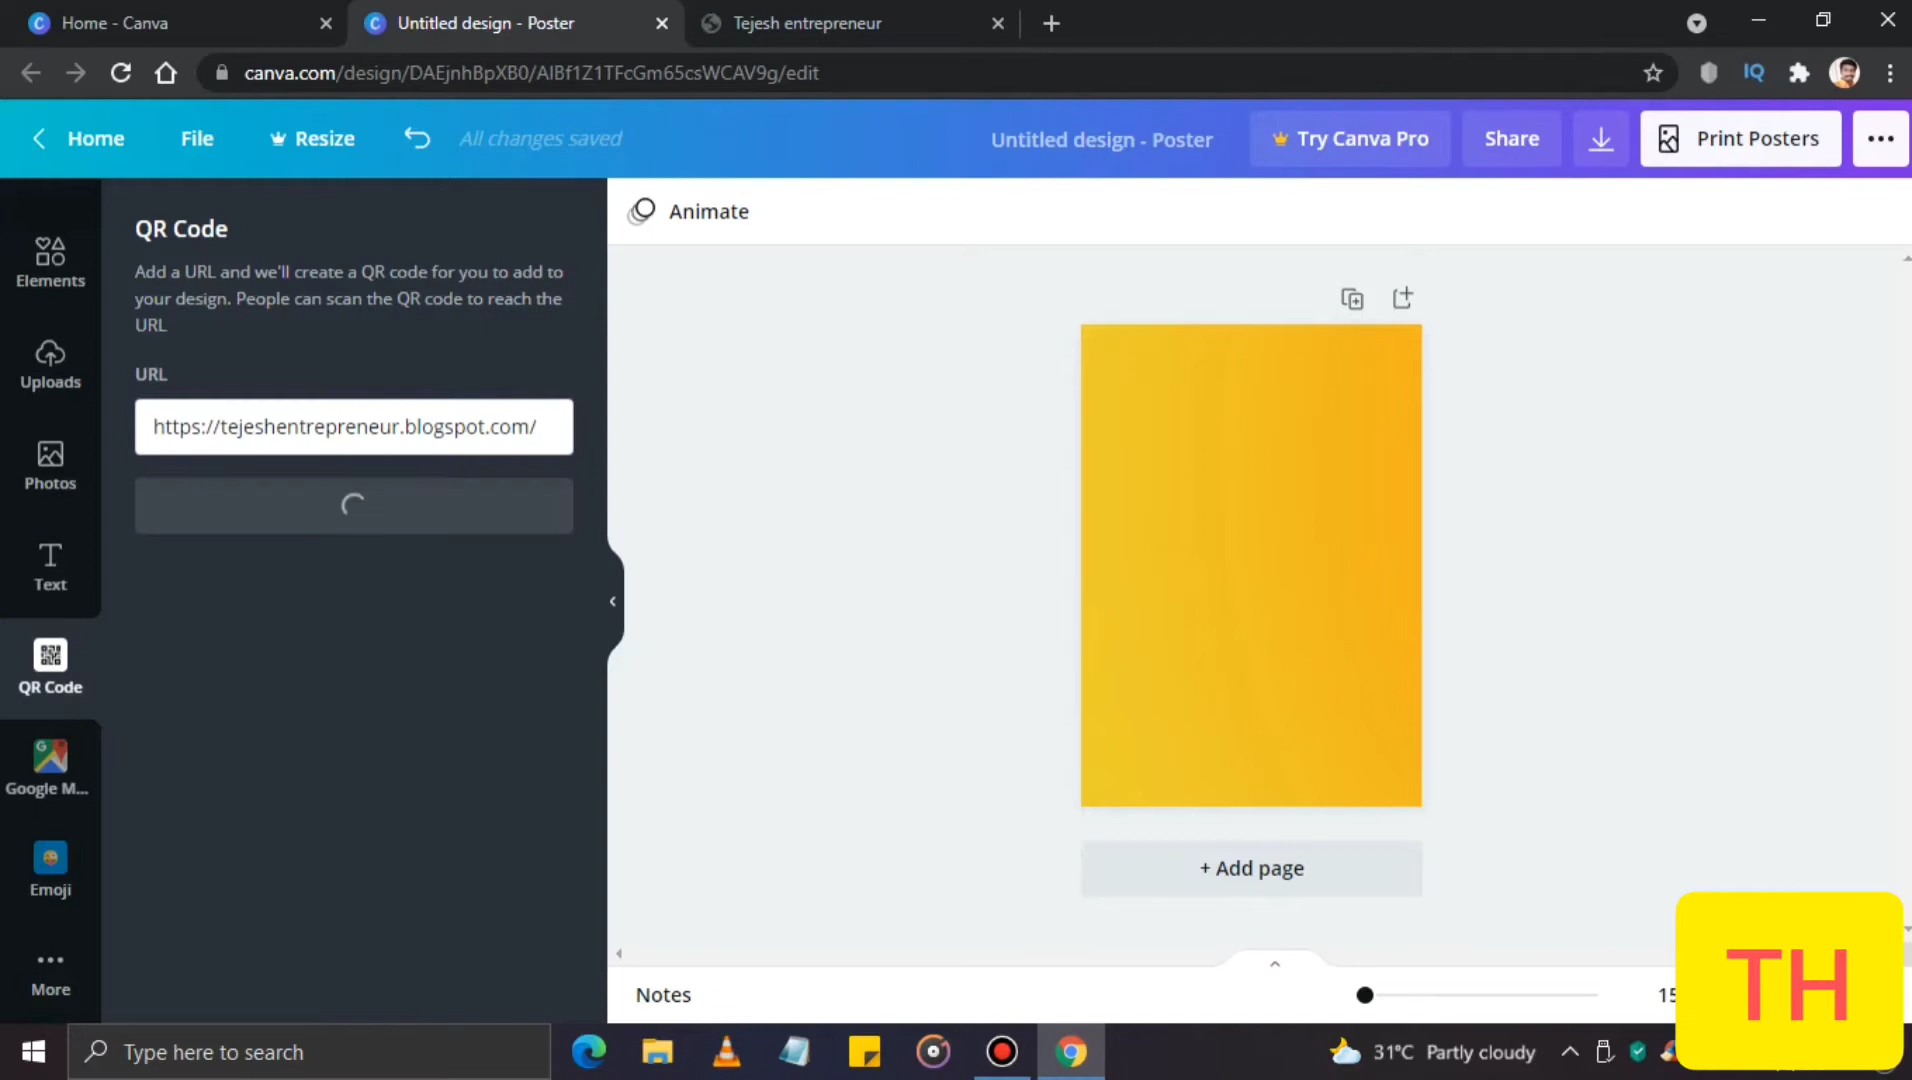 Home - Canva
Untitled design - Poster
Tejesh entrepreneur
canva.com/design/DAEjnhBpXB0/AlBf1Z1TFcGm65csWCAV9g/edit
IQ
Home
File
Resize
All changes saved
Untitled design - Poster
Try Canva Pro
Share
Print Posters
Elements
Uploads
Photos
Text
QR Code
Google M...
Emoji
More
QR Code
Add a URL and we'll create a QR code for you to add to
your design. People can scan the QR code to reach the
URL
URL
https://tejeshentrepreneur.blogspot.com/
Animate
+ Add page
Notes
TH
Type here to search
31°C Partly cloudy